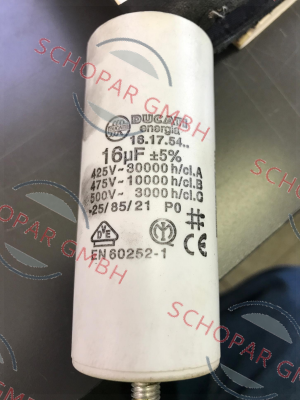 DUCATI
energia
16.17.54..
16µF ±5%
425V~30000 h/cl.A
475V~10000 h/cl.B
500V~ 3000 h/cl.C
-25/85/21 P0
VDE
EN 60252-1
SCHOPAR GMBH
SCHOPAR GMBH
SCHOPAR GMBH